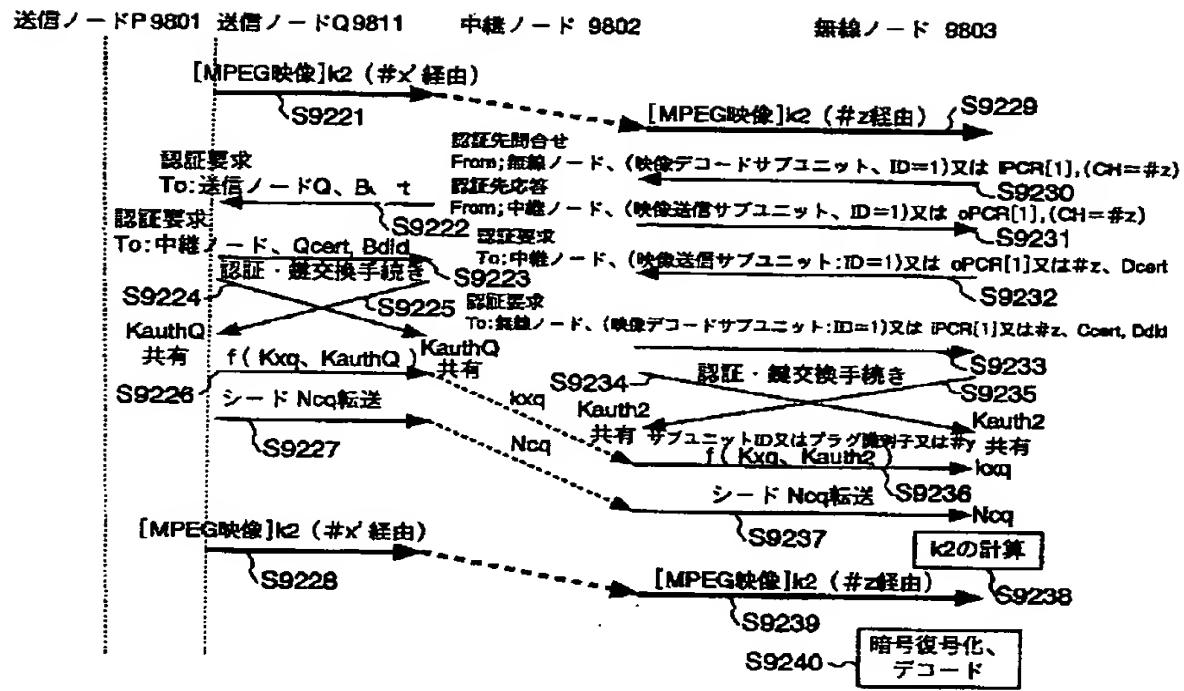 送信ノードP 9801 送信ノードQ9811 中継ノード 9802 無線ノード 9803
[MPEG映像]k2 (#x'経由)
S9221
[MPEG映像]k2 (#z経由)
S9229
認証先問合せ
From;無線ノード、(映像デコードサブユニット、ID=1)又は iPCR[1],(CH=#z)
S9230
認証要求
To:送信ノードQ、
S9222
認証先応答
From;中継ノード、(映像送信サブユニット、ID=1)又は oPCR[1],(CH=#z)
S9231
認証要求
To:中継ノード、Qcert, Bdid
S9223
認証要求
To:中継ノード、(映像送信サブユニット:ID=1)又は oPCR[1]又は#z、Dcert
S9232
認証・鍵交換手続き
S9224
S9225
認証要求
To:無線ノード、(映像デコードサブユニット:ID=1)又は iPCR[1]又は#z、Ccert, Ddid
S9233
KauthQ
共有
KauthQ
共有
f(Kxq、KauthQ)
S9226
S9234
認証・鍵交換手続き
S9235
シード Ncq転送
S9227
kxq
Ncq
Kauth2
共有
Kauth2
共有
サブユニットID又はプラグ識別子又は#y
f(Kxq、Kauth2)
kxq
S9236
シード Ncq転送
Ncq
S9237
[MPEG映像]k2 (#x'経由)
S9228
k2の計算
S9238
[MPEG映像]k2 (#z経由)
S9239
S9240
暗号復号化、
デコード